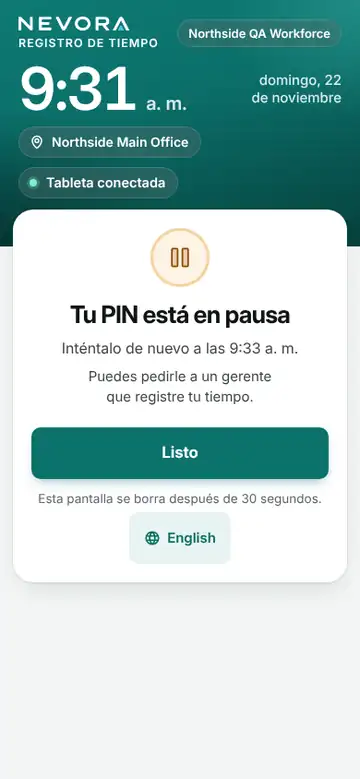 NEVORA
REGISTRO DE TIEMPO
Northside QA Workforce
9:31 a. m.
domingo, 22
de noviembre
Northside Main Office
Tableta conectada
Tu PIN está en pausa
Inténtalo de nuevo a las 9:33 a. m.
Puedes pedirle a un gerente
que registre tu tiempo.
Listo
Esta pantalla se borra después de 30 segundos.
English